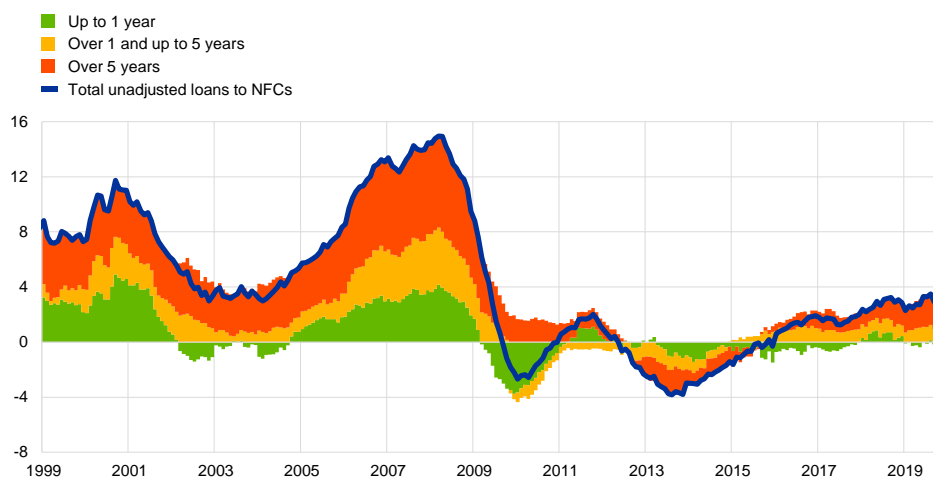 Up to 1 year
Over 1 and up to 5 years
Over 5 years
Total unadjusted loans to NFCs
16
12
8
4
0
-4
-8
1999 2001 2003 2005 2007 2009 2011 2013 2015 2017 2019